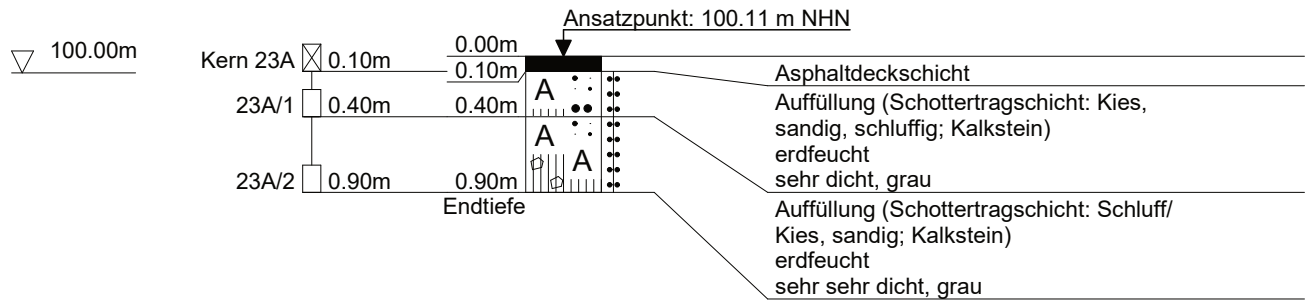 Ansatzpunkt: 100.11 m NHN
100.00m
Kern 23A 0.10m
0.00m
0.10m
Asphaltdeckschicht
23A/1 0.40m
0.40m
A
Auffüllung (Schottertragschicht: Kies,
sandig, schluffig; Kalkstein)
erdfeucht
sehr dicht, grau
23A/2 0.90m
0.90m
Endtiefe
A
A
Auffüllung (Schottertragschicht: Schluff/
Kies, sandig; Kalkstein)
erdfeucht
sehr sehr dicht, grau